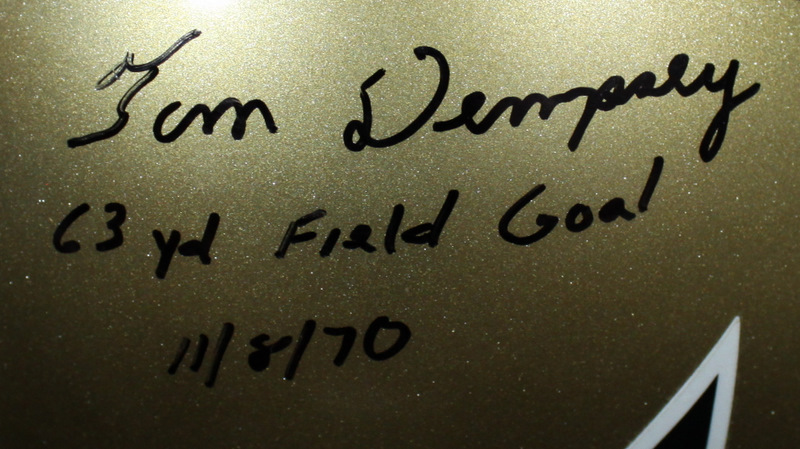 Tom Dempsey
63 yd Field Goal
11/8/70